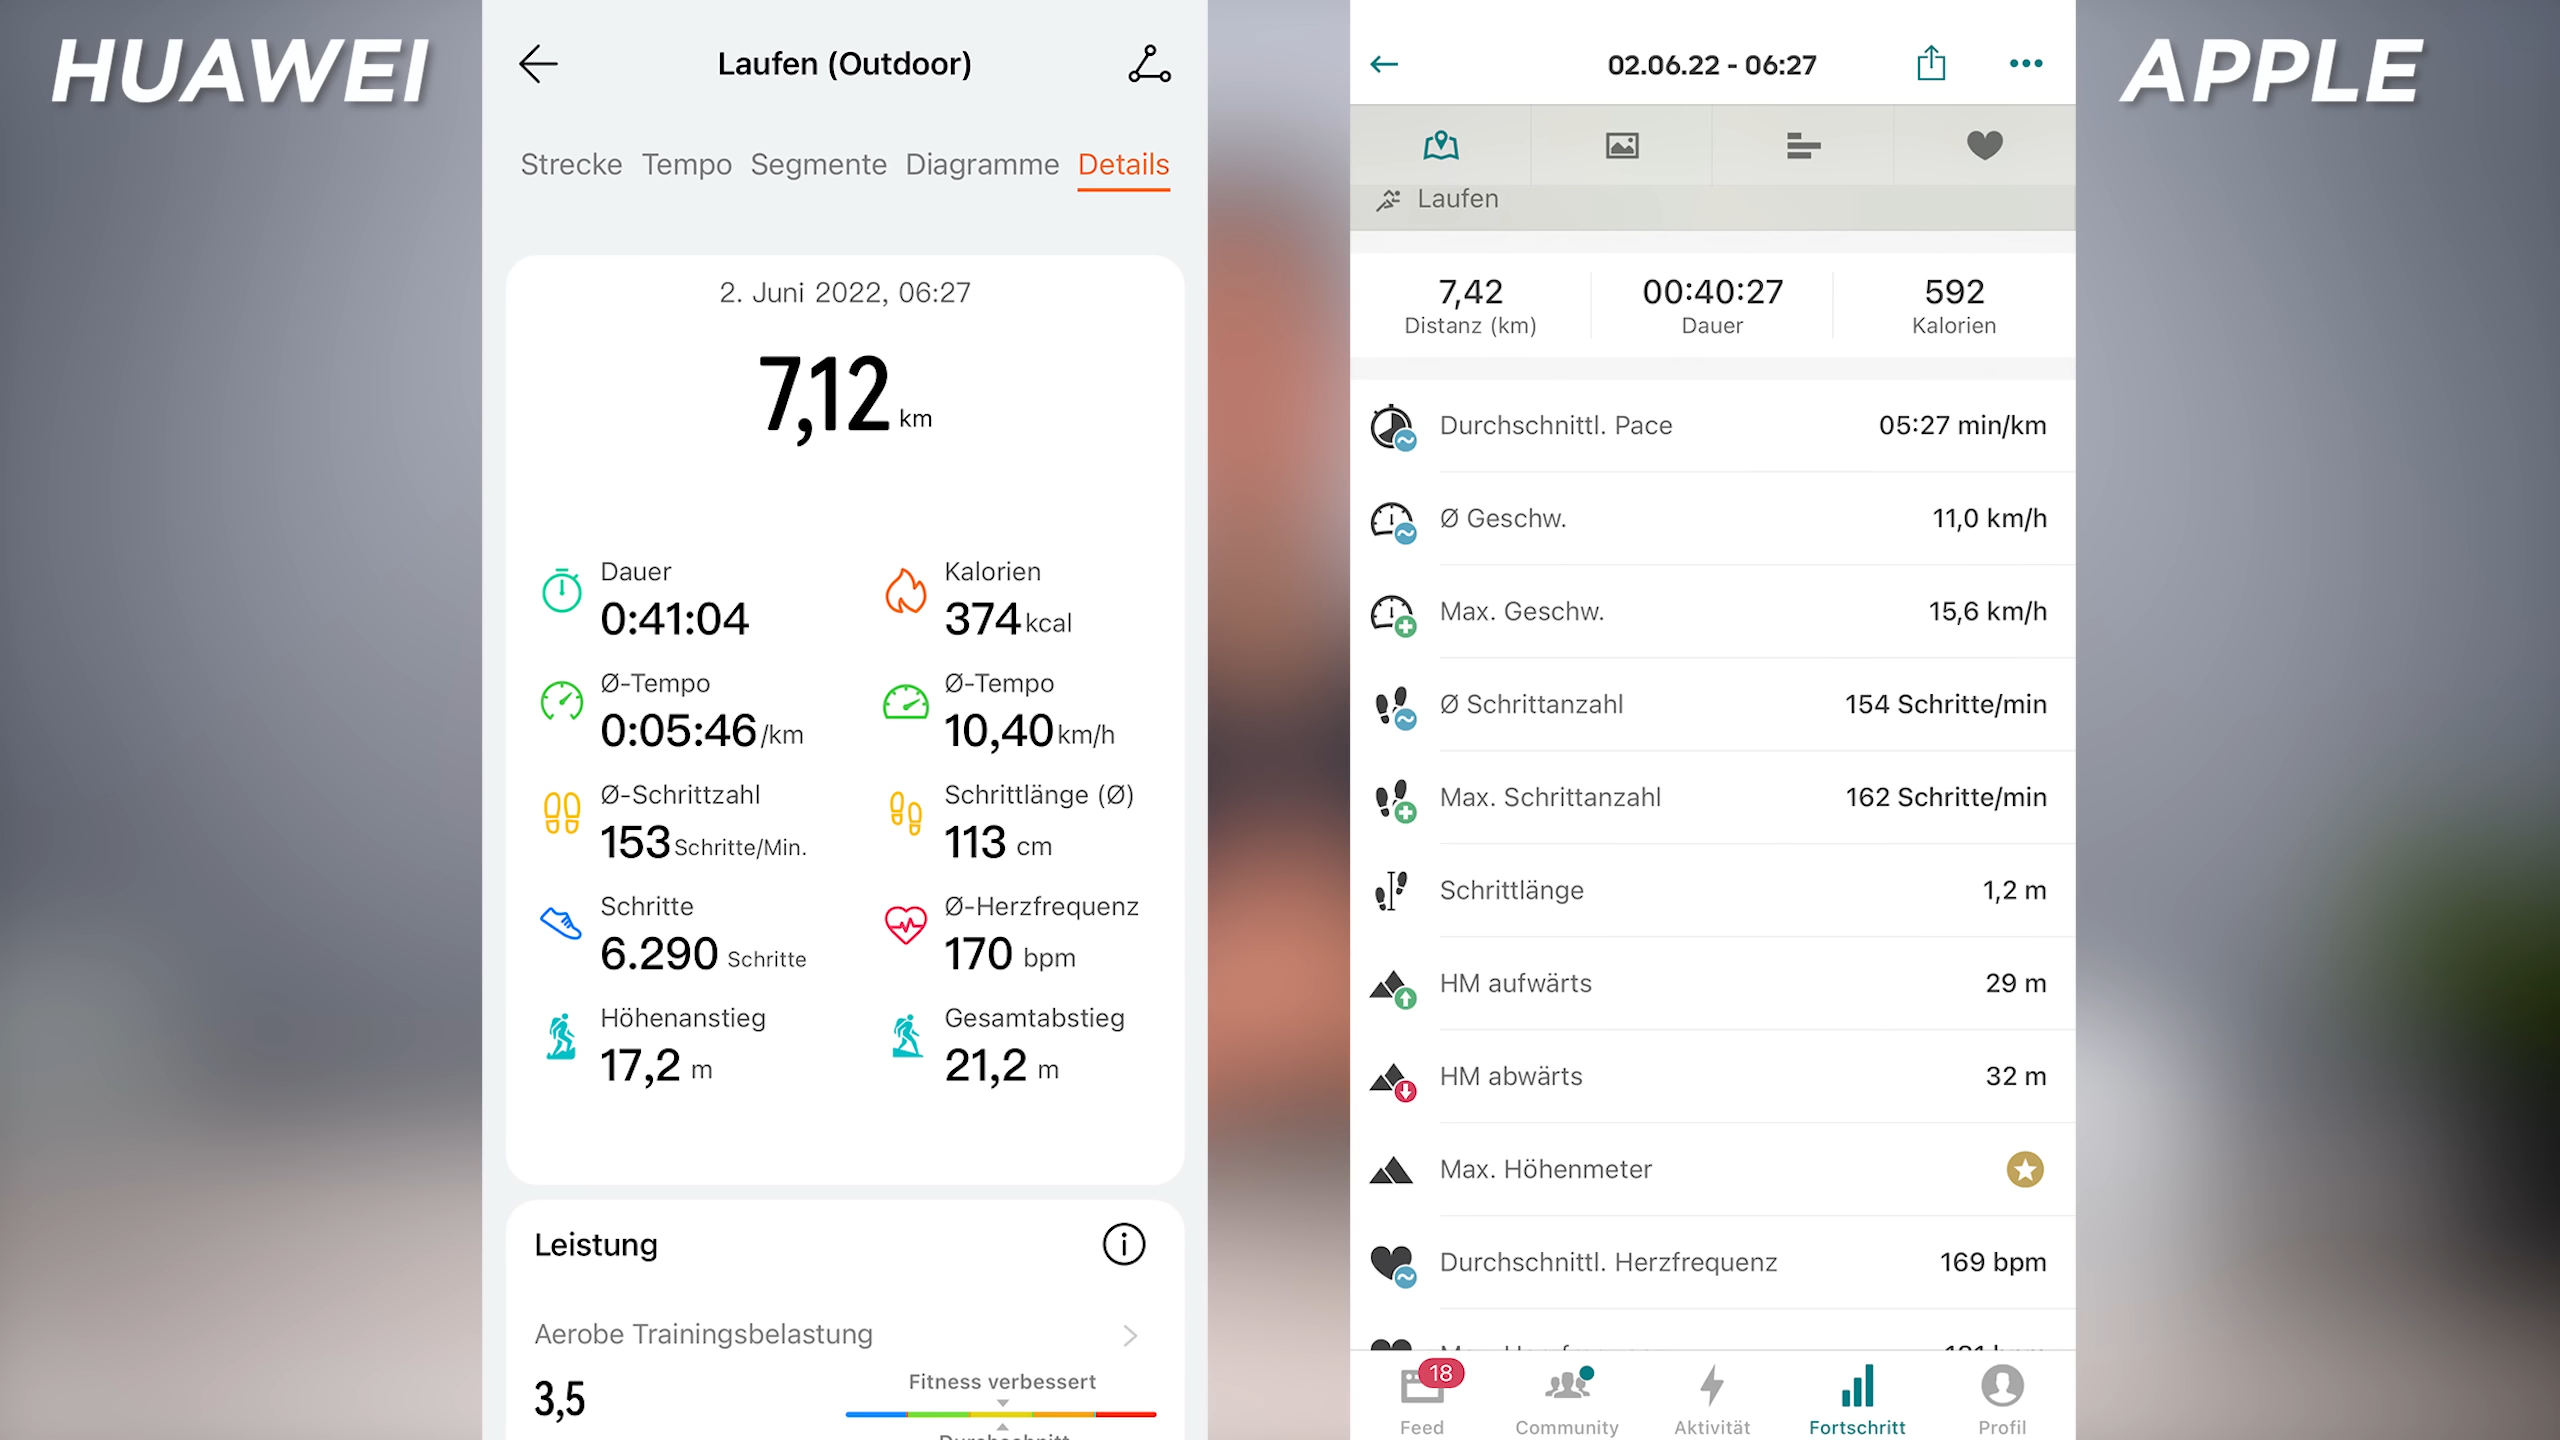 HUAWEI
Laufen (Outdoor)
Strecke Tempo Segmente Diagramme Details
2. Juni 2022, 06:27
7,12 km
Dauer
0:41:04
Kalorien
374 kcal
Ø-Tempo
0:05:46 /km
Ø-Tempo
10,40 km/h
Ø-Schrittzahl
153 Schritte/Min.
Schrittlänge (Ø)
113 cm
Schritte
6.290 Schritte
Ø-Herzfrequenz
170 bpm
Höhenanstieg
17,2 m
Gesamtabstieg
21,2 m
Leistung
Aerobe Trainingsbelastung
3,5
Fitness verbessert
APPLE
02.06.22 - 06:27
Laufen
7,42
Distanz (km)
00:40:27
Dauer
592
Kalorien
Durchschnittl. Pace 05:27 min/km
Ø Geschw. 11,0 km/h
Max. Geschw. 15,6 km/h
Ø Schrittanzahl 154 Schritte/min
Max. Schrittanzahl 162 Schritte/min
Schrittlänge 1,2 m
HM aufwärts 29 m
HM abwärts 32 m
Max. Höhenmeter
Durchschnittl. Herzfrequenz 169 bpm
18
Feed Community Aktivität Fortschritt Profil